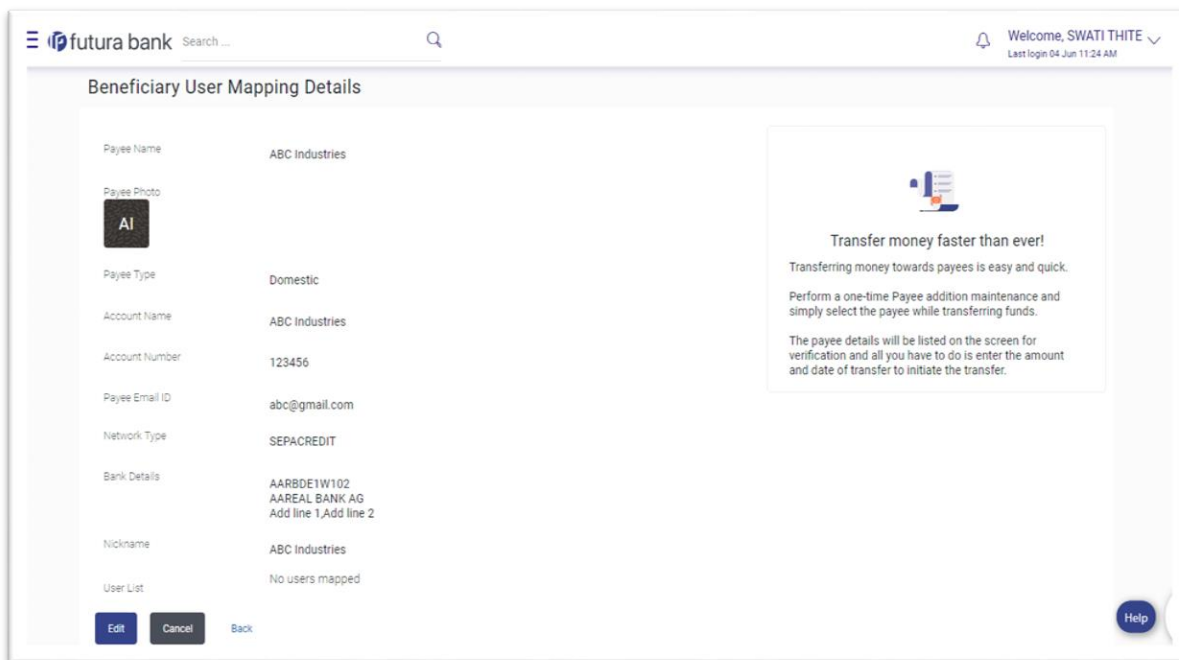 futura bank Search ...
Welcome, SWATI THITE
Last login 04 Jun 11:24 AM
Beneficiary User Mapping Details
Payee Name ABC Industries
Payee Photo
AI
Payee Type Domestic
Account Name ABC Industries
Account Number 123456
Payee Email ID abc@gmail.com
Network Type SEPACREDIT
Bank Details AARBDE1W102
AAREAL BANK AG
Add line 1,Add line 2
Nickname ABC Industries
User List No users mapped
Edit Cancel Back
Transfer money faster than ever!
Transferring money towards payees is easy and quick.
Perform a one-time Payee addition maintenance and
simply select the payee while transferring funds.
The payee details will be listed on the screen for
verification and all you have to do is enter the amount
and date of transfer to initiate the transfer.
Help